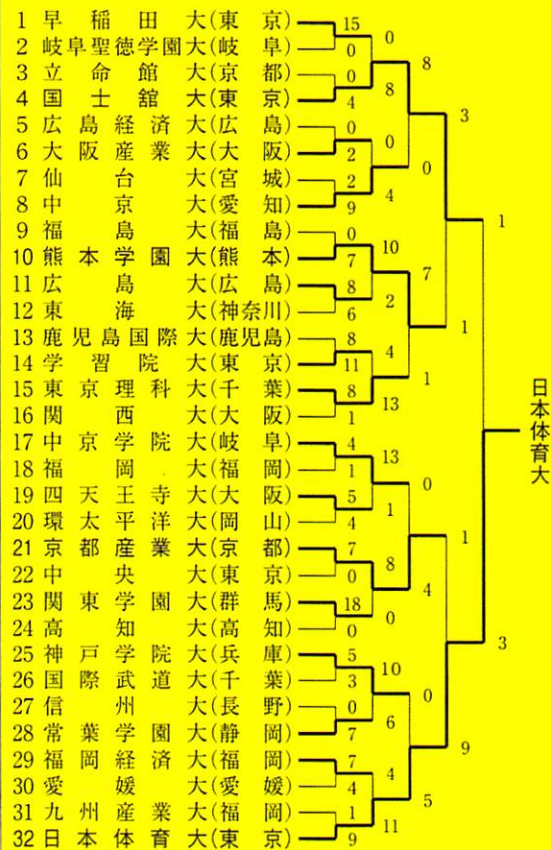 1 早稲田大(東京) 15
2 岐阜聖徳学園大(岐阜) 0
3 立命館大(京都) 0
4 国士舘大(東京) 4
5 広島経済大(広島) 0
6 大阪産業大(大阪) 2
7 仙台大(宮城) 2
8 中京大(愛知) 9
9 福島大(福島) 0
10 熊本学園大(熊本) 7
11 広島大(広島) 8
12 東海大(神奈川) 6
13 鹿児島国際大(鹿児島) 8
14 学習院大(東京) 11
15 東京理科大(千葉) 8
16 関西大(大阪) 1
17 中京学院大(岐阜) 4
18 福岡大(福岡) 1
19 四天王寺大(大阪) 5
20 環太平洋大(岡山) 4
21 京都産業大(京都) 7
22 中央大(東京) 0
23 関東学園大(群馬) 18
24 高知大(高知) 0
25 神戸学院大(兵庫) 5
26 国際武道大(千葉) 3
27 信州大(長野) 0
28 常葉学園大(静岡) 7
29 福岡経済大(福岡) 7
30 愛媛大(愛媛) 4
31 九州産業大(福岡) 1
32 日本体育大(東京) 9
0
8
0
4
10
2
4
13
13
1
8
0
10
6
4
11
8
0
7
1
0
4
0
5
3
1
1
9
1
3
日本体育大